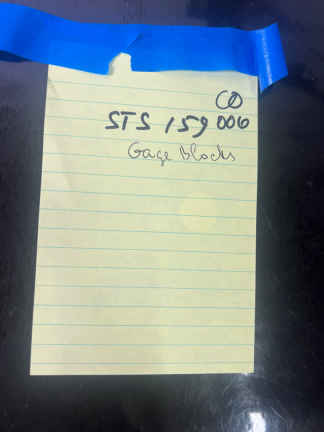 CO
STS 159 006
Gage Blocks